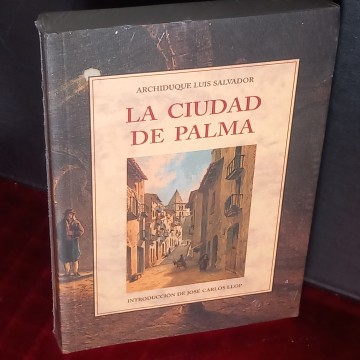 ARCHIDUQUE LUIS SALVADOR
LA CIUDAD
DE PALMA
INTRODUCCIÓN DE JOSÉ CARLOS LLOP